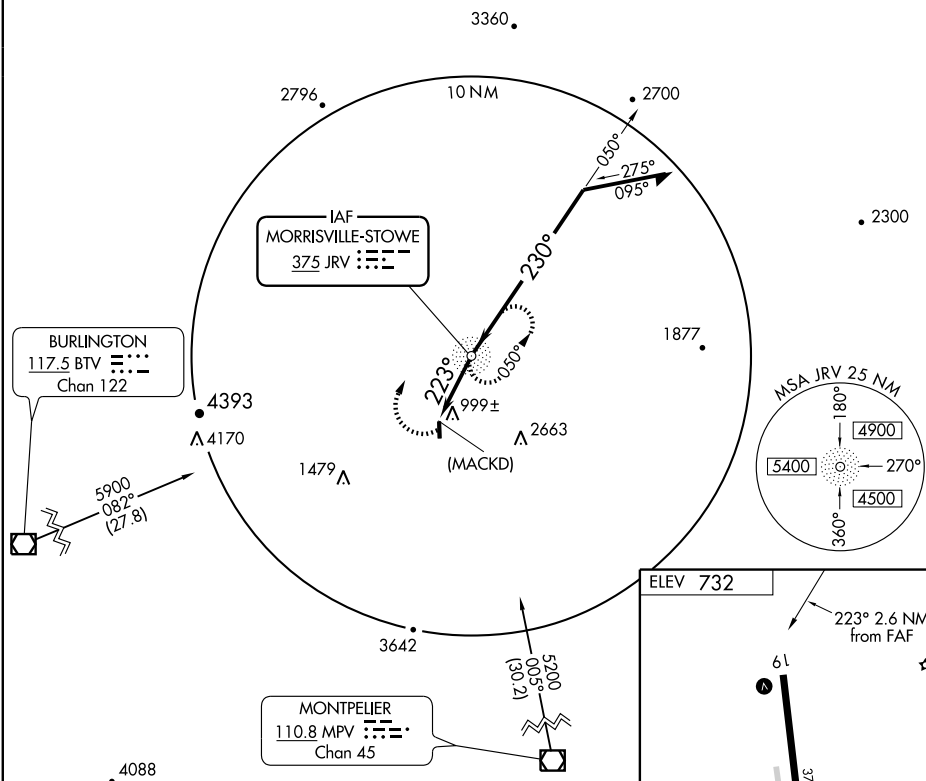 3360
2796
10 NM
2700
050°
275°
095°
2300
IAF
MORRISVILLE-STOWE
375 JRV
230°
1877
BURLINGTON
117.5 BTV
Chan 122
050°
223°
4393
999±
4170
2663
(MACKD)
1479
MSA JRV 25 NM
180°
4900
5400
270°
4500
360°
5900
082°
(27.8)
ELEV 732
223° 2.6 NM
from FAF
19
3642
5200
005°
(30.2)
MONTPELIER
110.8 MPV
Chan 45
4088